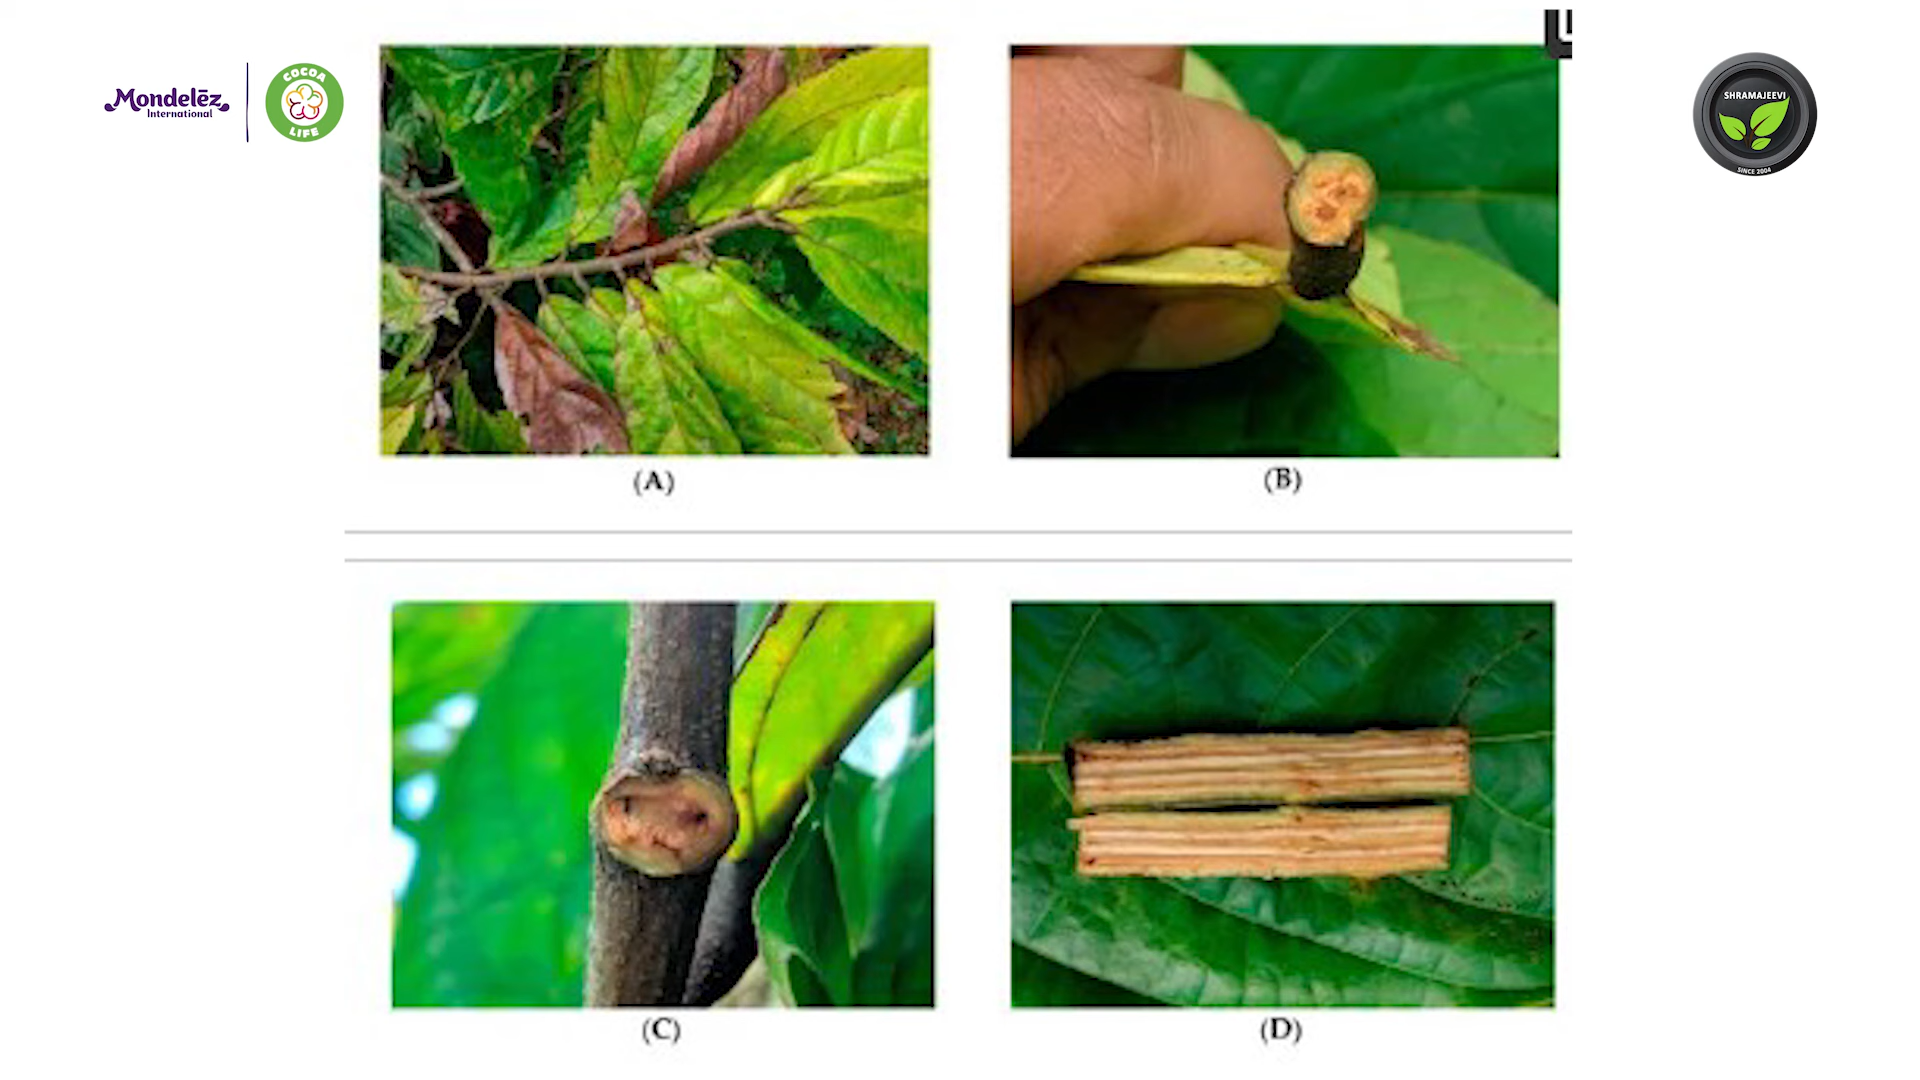 Mondelēz
International
COCOA
LIFE
SHRAMAJEEVI
SINCE 2004
(A)
(B)
(C)
(D)